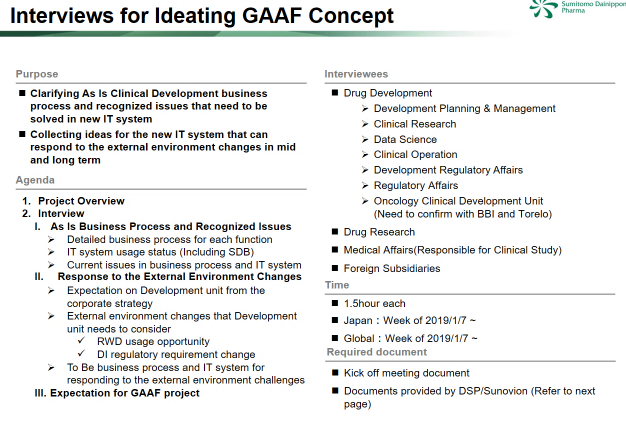 Interviews for Ideating GAAF Concept
Sumitomo Dainippon
Pharma
Purpose
■ Clarifying As Is Clinical Development business
process and recognized issues that need to be
solved in new IT system
■ Collecting ideas for the new IT system that can
respond to the external environment changes in mid
and long term
Agenda
1. Project Overview
2. Interview
I. As Is Business Process and Recognized Issues
➢ Detailed business process for each function
➢ IT system usage status (Including SDB)
➢ Current issues in business process and IT system
II. Response to the External Environment Changes
➢ Expectation on Development unit from the
corporate strategy
➢ External environment changes that Development
unit needs to consider
✓ RWD usage opportunity
✓ DI regulatory requirement change
➢ To Be business process and IT system for
responding to the external environment challenges
III. Expectation for GAAF project
Interviewees
■ Drug Development
➢ Development Planning & Management
➢ Clinical Research
➢ Data Science
➢ Clinical Operation
➢ Development Regulatory Affairs
➢ Regulatory Affairs
➢ Oncology Clinical Development Unit
(Need to confirm with BBI and Torelo)
■ Drug Research
■ Medical Affairs(Responsible for Clinical Study)
■ Foreign Subsidiaries
Time
■ 1.5hour each
■ Japan：Week of 2019/1/7 ~
■ Global：Week of 2019/1/7 ~
Required document
■ Kick off meeting document
■ Documents provided by DSP/Sunovion (Refer to next
page)